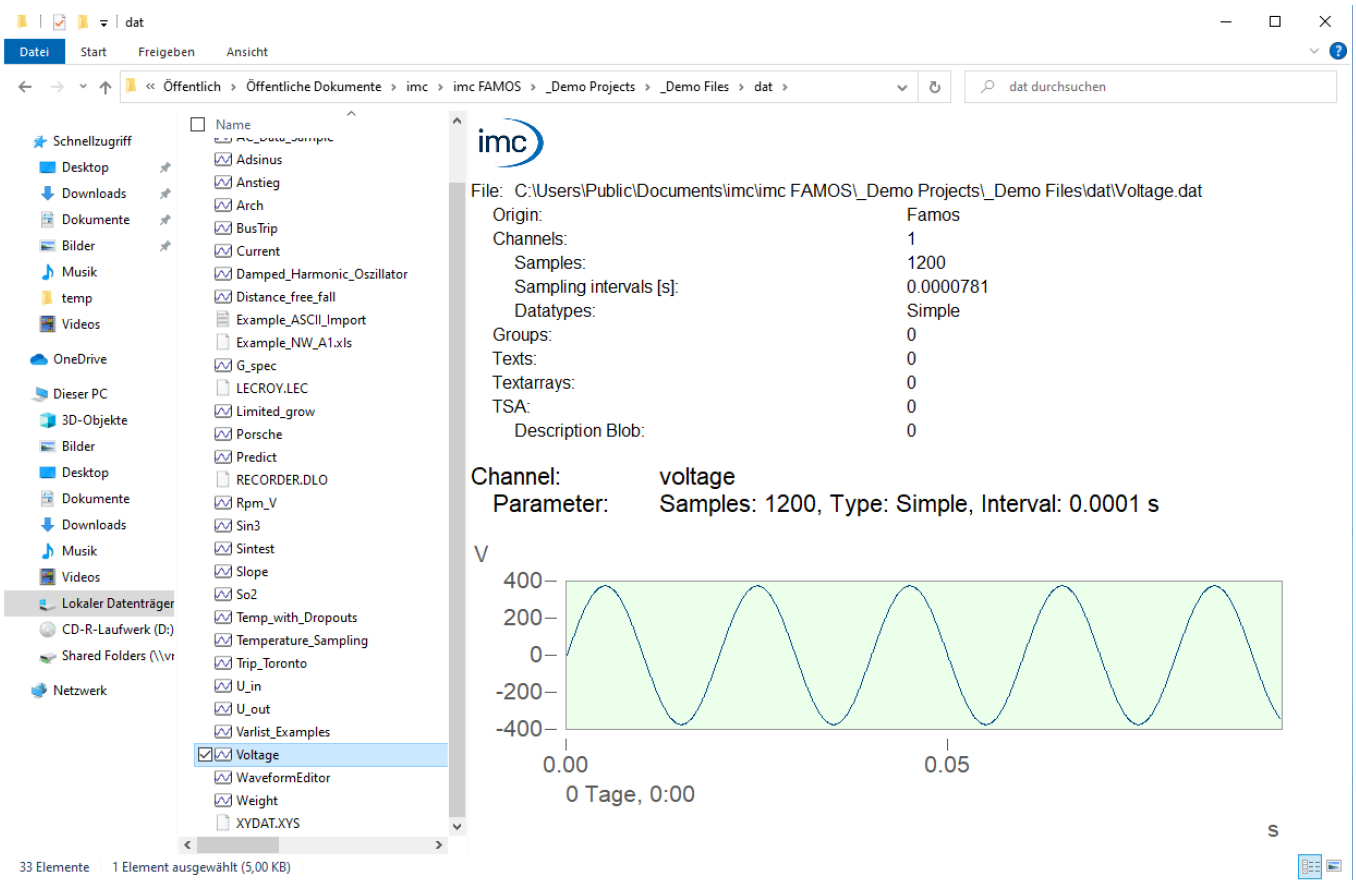 dat
Datei Start Freigeben Ansicht
« Öffentlich › Öffentliche Dokumente › imc › imc FAMOS › _Demo Projects › _Demo Files › dat ›
dat durchsuchen
Schnellzugriff
Desktop
Downloads
Dokumente
Bilder
Musik
temp
Videos
OneDrive
Dieser PC
3D-Objekte
Bilder
Desktop
Dokumente
Downloads
Musik
Videos
Lokaler Datenträger
CD-R-Laufwerk (D:)
Shared Folders (\\vr
Netzwerk
Name
AC_Data_Sample
Adsinus
Anstieg
Arch
BusTrip
Current
Damped_Harmonic_Oszillator
Distance_free_fall
Example_ASCII_Import
Example_NW_A1.xls
G_spec
LECROY.LEC
Limited_grow
Porsche
Predict
RECORDER.DLO
Rpm_V
Sin3
Sintest
Slope
So2
Temp_with_Dropouts
Temperature_Sampling
Trip_Toronto
U_in
U_out
Varlist_Examples
Voltage
WaveformEditor
Weight
XYDAT.XYS
imc
File: C:\Users\Public\Documents\imc\imc FAMOS\_Demo Projects\_Demo Files\dat\Voltage.dat
Origin: Famos
Channels: 1
Samples: 1200
Sampling intervals [s]: 0.0000781
Datatypes: Simple
Groups: 0
Texts: 0
Textarrays: 0
TSA: 0
Description Blob: 0
Channel: voltage
Parameter: Samples: 1200, Type: Simple, Interval: 0.0001 s
V
400
200
0
-200
-400
0.00 0.05
0 Tage, 0:00
s
33 Elemente 1 Element ausgewählt (5,00 KB)